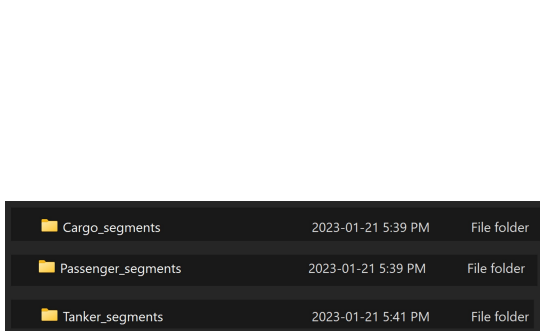 Cargo_segments 2023-01-21 5:39 PM File folder
Passenger_segments 2023-01-21 5:39 PM File folder
Tanker_segments 2023-01-21 5:41 PM File folder